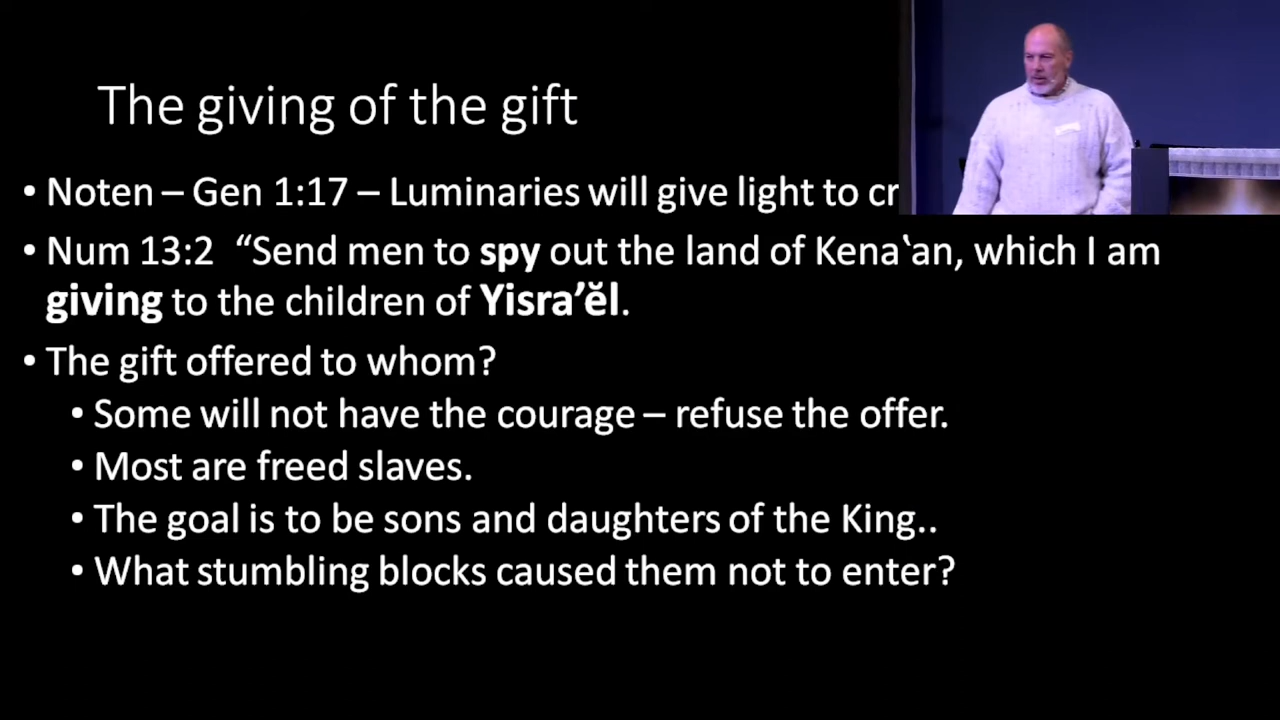 The giving of the gift
• Noten – Gen 1:17 – Luminaries will give light to
• Num 13:2 “Send men to spy out the land of Kenaʽan, which I am
giving to the children of Yisra’ĕl.
• The gift offered to whom?
• Some will not have the courage – refuse the offer.
• Most are freed slaves.
• The goal is to be sons and daughters of the King..
• What stumbling blocks caused them not to enter?